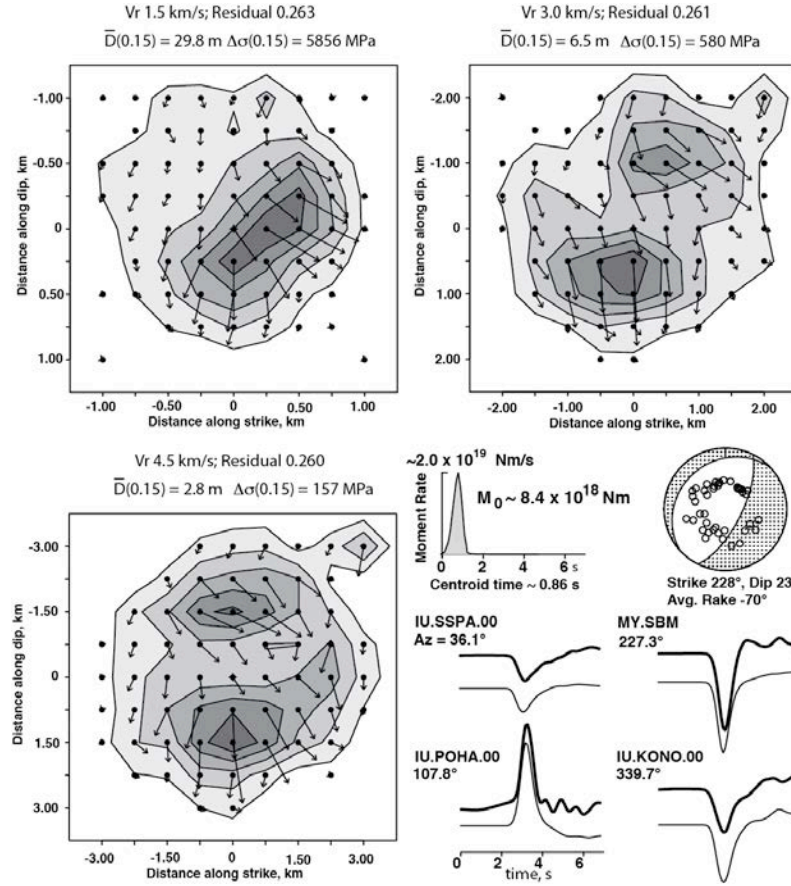 Vr 1.5 km/s; Residual 0.263
D̅(0.15) = 29.8 m Δσ(0.15) = 5856 MPa
-1.00
-0.50
0
0.50
1.00
Distance along dip, km
-1.00 -0.50 0 0.50 1.00
Distance along strike, km
Vr 3.0 km/s; Residual 0.261
D̅(0.15) = 6.5 m Δσ(0.15) = 580 MPa
-2.00
-1.00
0
1.00
2.00
Distance along dip, km
-2.00 -1.00 0 1.00 2.00
Distance along strike, km
Vr 4.5 km/s; Residual 0.260
D̅(0.15) = 2.8 m Δσ(0.15) = 157 MPa
-3.00
-1.50
0
1.50
3.00
Distance along dip, km
-3.00 -1.50 0 1.50 3.00
Distance along strike, km
~2.0 x 10¹⁹ Nm/s
Moment Rate
M₀ ~ 8.4 x 10¹⁸ Nm
2 4 6 s
Centroid time ~ 0.86 s
Strike 228°, Dip 23
Avg. Rake -70°
IU.SSPA.00
Az = 36.1°
MY.SBM
227.3°
IU.POHA.00
107.8°
IU.KONO.00
339.7°
0 2 4 6
time, s